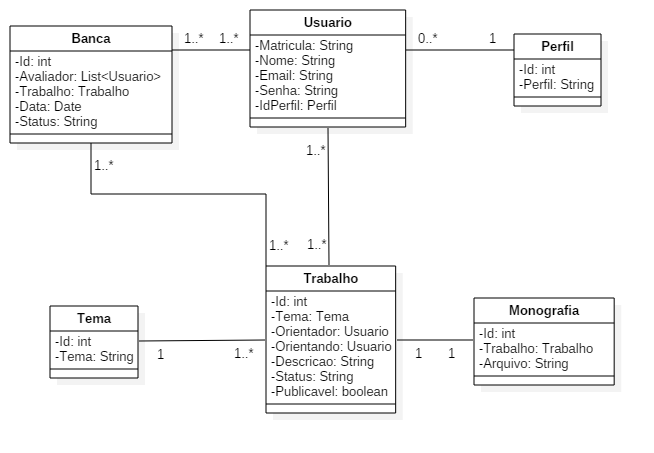 Banca
-Id: int
-Avaliador: List<Usuario>
-Trabalho: Trabalho
-Data: Date
-Status: String
1..*
1..*
Usuario
-Matricula: String
-Nome: String
-Email: String
-Senha: String
-IdPerfil: Perfil
0..*
1
Perfil
-Id: int
-Perfil: String
1..*
1..*
1..*
1..*
Tema
-Id: int
-Tema: String
1
1..*
Trabalho
-Id: int
-Tema: Tema
-Orientador: Usuario
-Orientando: Usuario
-Descricao: String
-Status: String
-Publicavel: boolean
1
1
Monografia
-Id: int
-Trabalho: Trabalho
-Arquivo: String